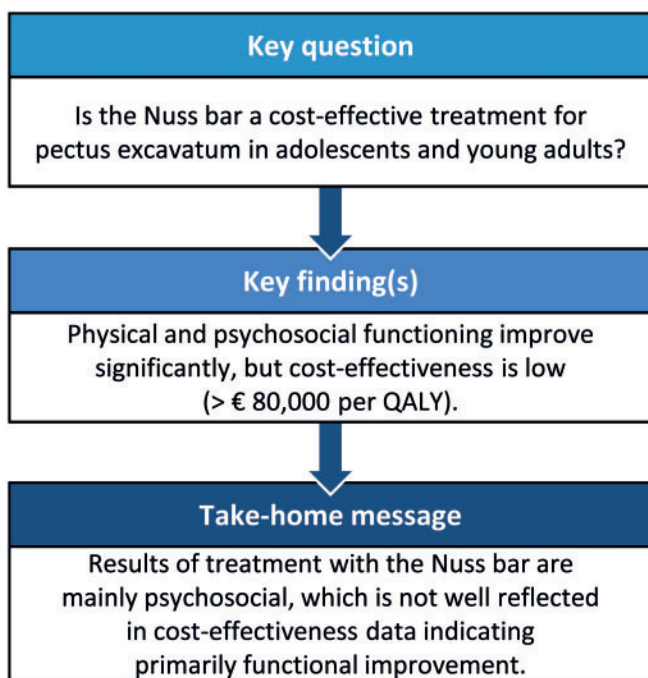 Key question
Is the Nuss bar a cost-effective treatment for
pectus excavatum in adolescents and young adults?
Key finding(s)
Physical and psychosocial functioning improve
significantly, but cost-effectiveness is low
(> € 80,000 per QALY).
Take-home message
Results of treatment with the Nuss bar are
mainly psychosocial, which is not well reflected
in cost-effectiveness data indicating
primarily functional improvement.